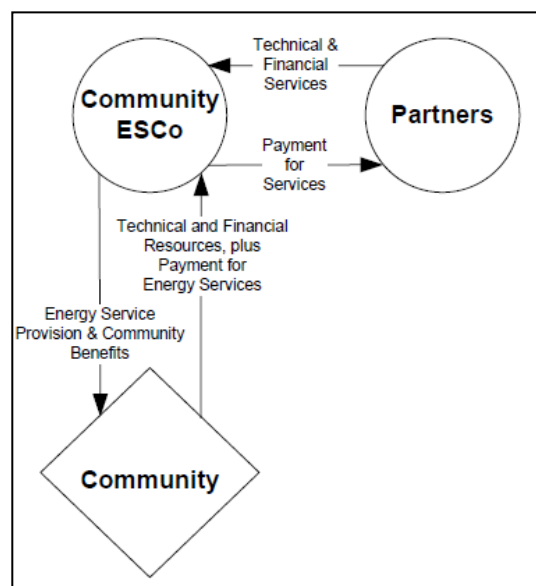 Technical &
Financial
Services
Community
ESCo
Partners
Payment
for
Services
Technical and Financial
Resources, plus
Payment for
Energy Services
Energy Service
Provision & Community
Benefits
Community